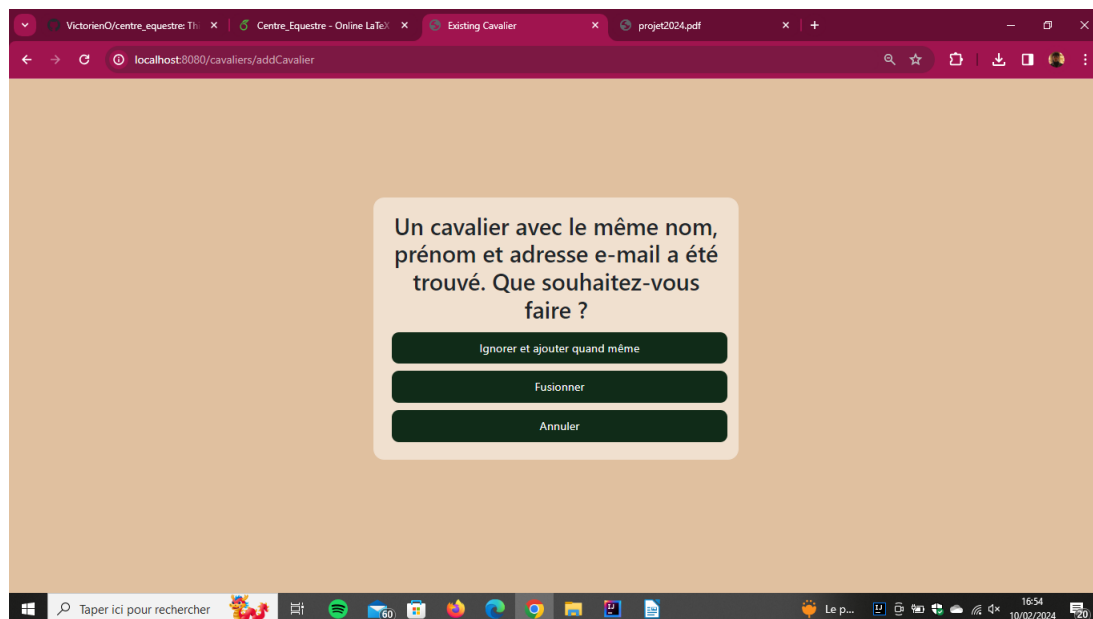 VictorienO/centre_equestre: Thi
Centre_Equestre - Online LaTeX
Existing Cavalier
projet2024.pdf
localhost:8080/cavaliers/addCavalier
Un cavalier avec le même nom,
prénom et adresse e-mail a été
trouvé. Que souhaitez-vous
faire ?
Ignorer et ajouter quand même
Fusionner
Annuler
Taper ici pour rechercher
60
Le p...
16:54
10/02/2024
20